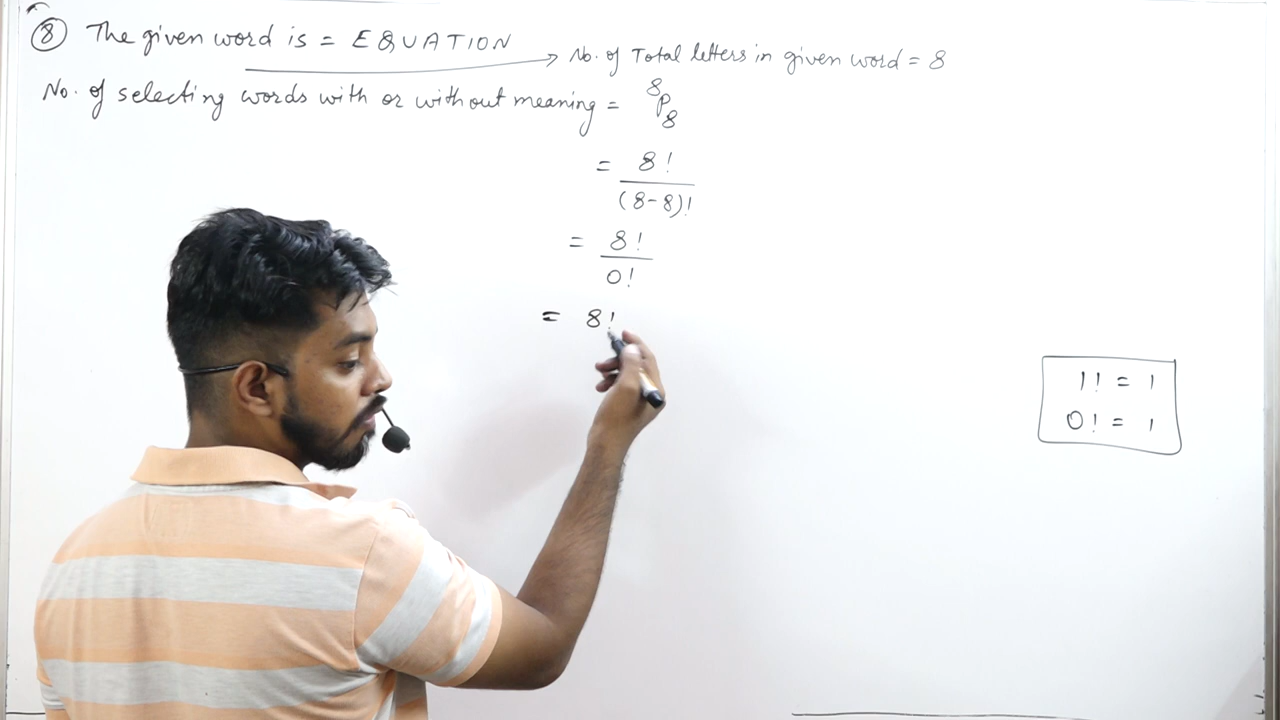 ⑧ The given word is = EQUATION → No. of Total letters in given word = 8
No. of selecting words with or without meaning = ⁸P₈
= 8! / (8-8)!
= 8! / 0!
= 8!
1! = 1
0! = 1